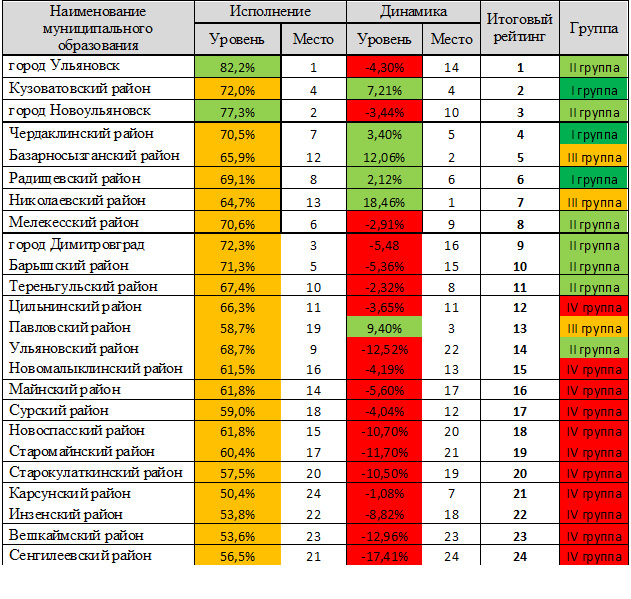 Наименование муниципального образования Исполнение Динамика Итоговый рейтинг Группа
Уровень Место Уровень Место
город Ульяновск 82,2% 1 -4,30% 14 1 II группа
Кузоватовский район 72,0% 4 7,21% 4 2 I группа
город Новоульяновск 77,3% 2 -3,44% 10 3 II группа
Чердаклинский район 70,5% 7 3,40% 5 4 I группа
Базарносызганский район 65,9% 12 12,06% 2 5 III группа
Радищевский район 69,1% 8 2,12% 6 6 I группа
Николаевский район 64,7% 13 18,46% 1 7 III группа
Мелекесский район 70,6% 6 -2,91% 9 8 II группа
город Димитровград 72,3% 3 -5,48 16 9 II группа
Барышский район 71,3% 5 -5,36% 15 10 II группа
Тереньгульский район 67,4% 10 -2,32% 8 11 II группа
Цильнинский район 66,3% 11 -3,65% 11 12 IV группа
Павловский район 58,7% 19 9,40% 3 13 III группа
Ульяновский район 68,7% 9 -12,52% 22 14 II группа
Новомалыклинский район 61,5% 16 -4,19% 13 15 IV группа
Майнский район 61,8% 14 -5,60% 17 16 IV группа
Сурский район 59,0% 18 -4,04% 12 17 IV группа
Новоспасский район 61,8% 15 -10,70% 20 18 IV группа
Старомайнский район 60,4% 17 -11,70% 21 19 IV группа
Старокулаткинский район 57,5% 20 -10,50% 19 20 IV группа
Карсунский район 50,4% 24 -1,08% 7 21 IV группа
Инзенский район 53,8% 22 -8,82% 18 22 IV группа
Вешкаймский район 53,6% 23 -12,96% 23 23 IV группа
Сенгилеевский район 56,5% 21 -17,41% 24 24 IV группа